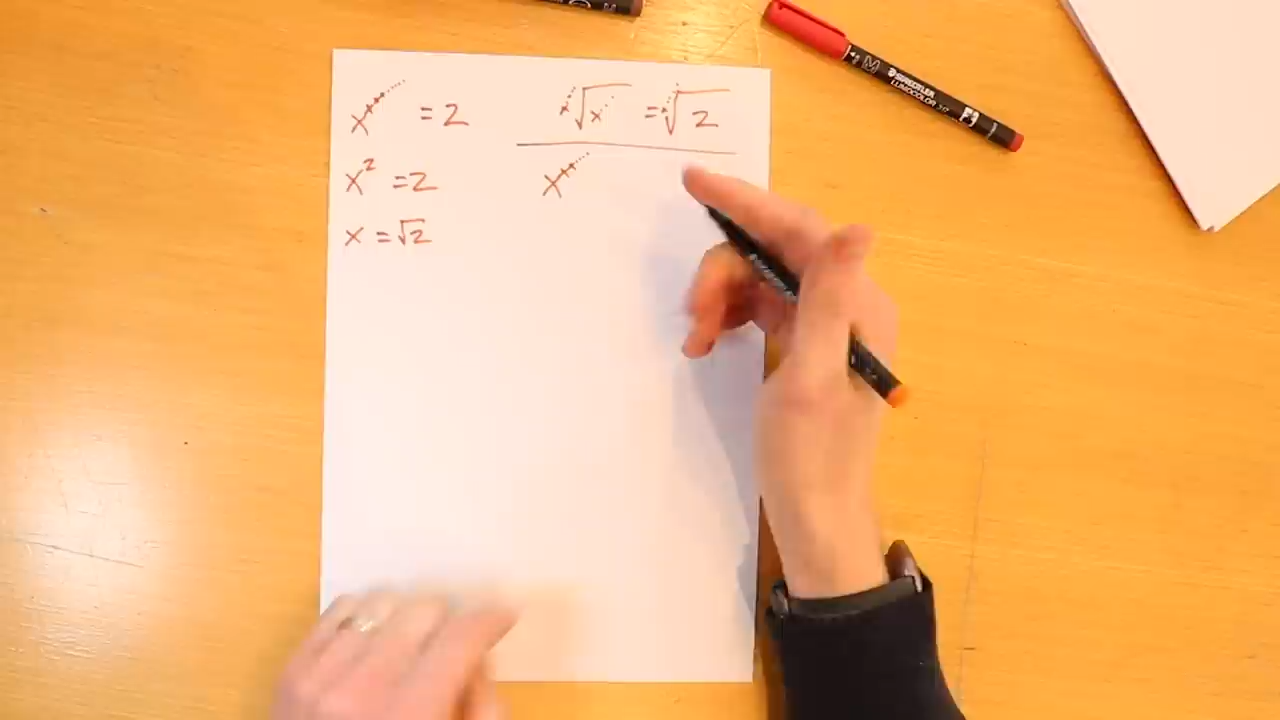 x^x^x^x^⋰ = 2
x² = 2
x = √2
ˣ√x = ˣ√2
x^x^x^⋰
M STAEDTLER
LUMOCOLOR